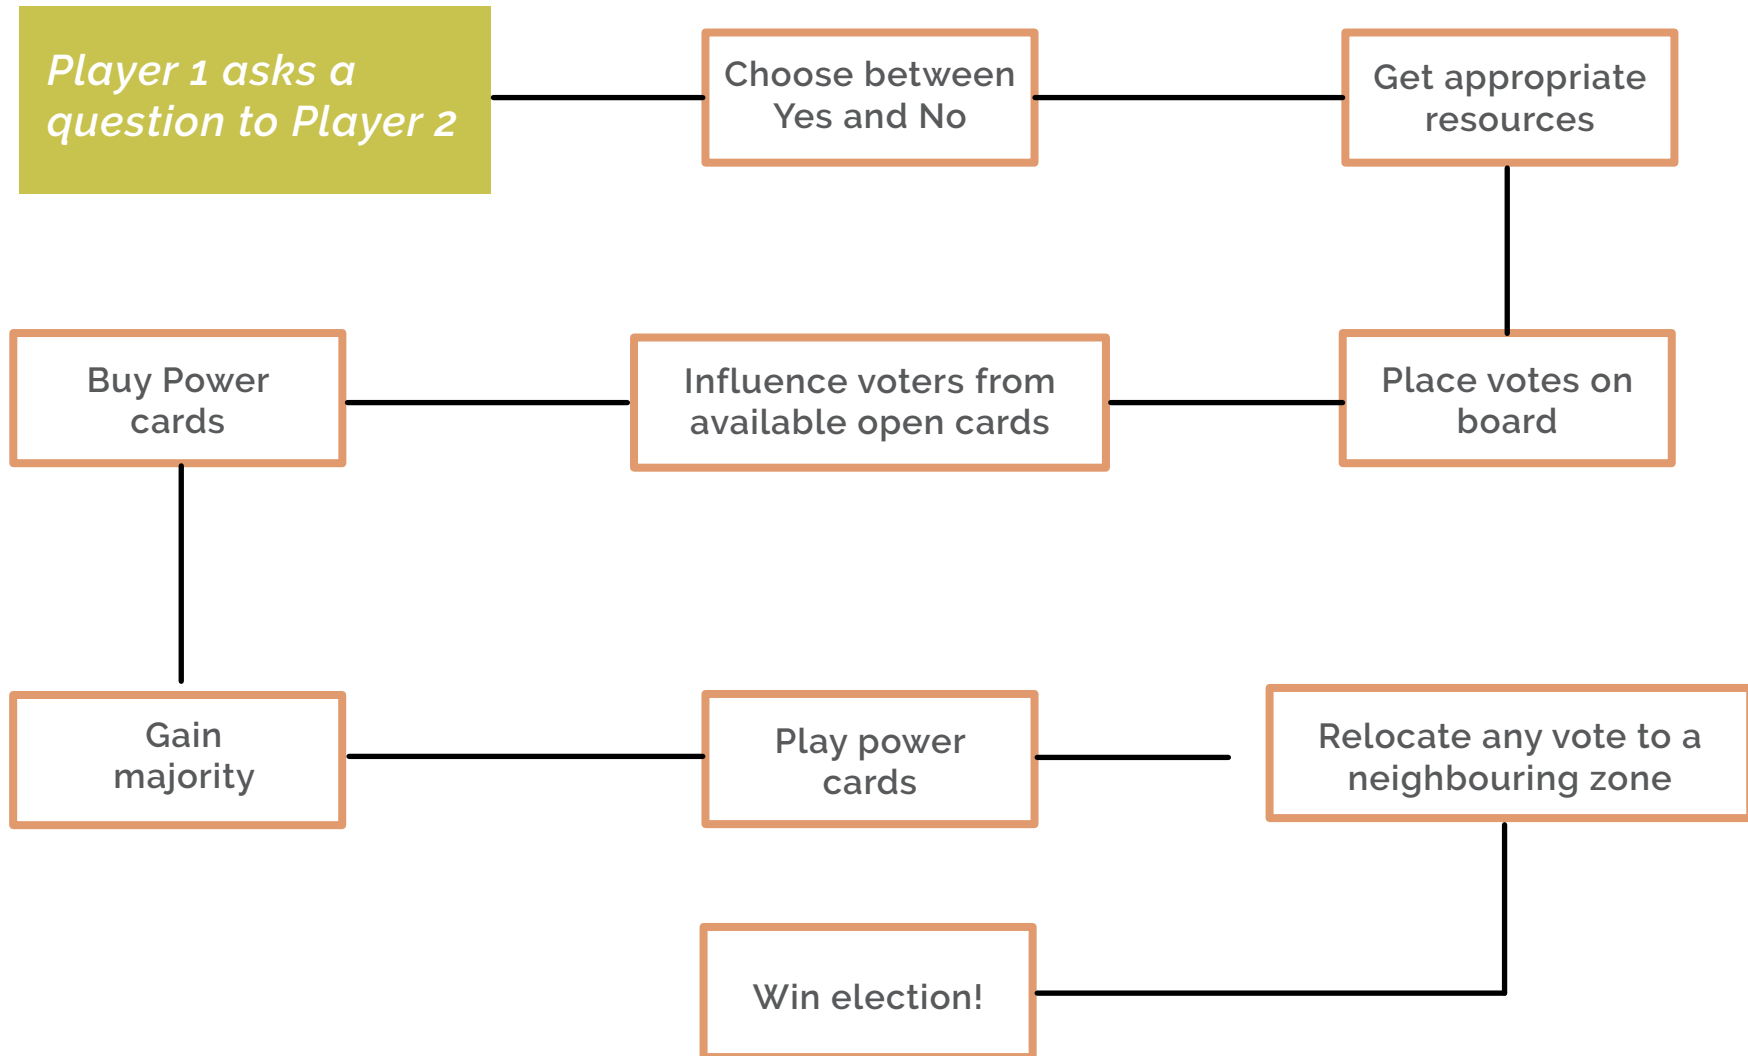 Player 1 asks a
question to Player 2
Choose between
Yes and No
Get appropriate
resources
Place votes on
board
Influence voters from
available open cards
Buy Power
cards
Gain
majority
Play power
cards
Relocate any vote to a
neighbouring zone
Win election!